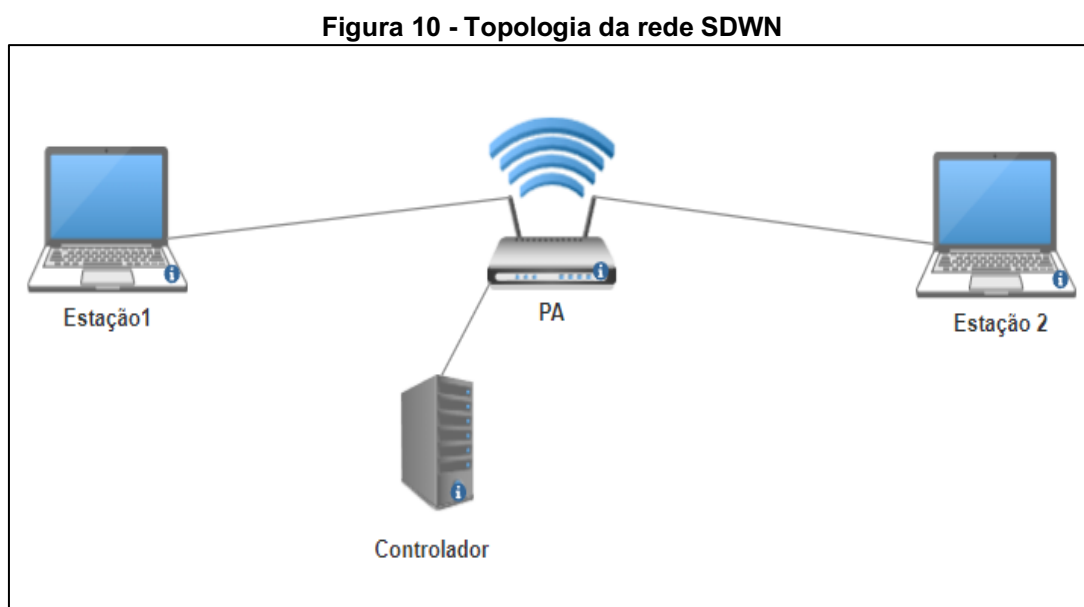 Figura 10 - Topologia da rede SDWN
Estação1
PA
Estação 2
Controlador